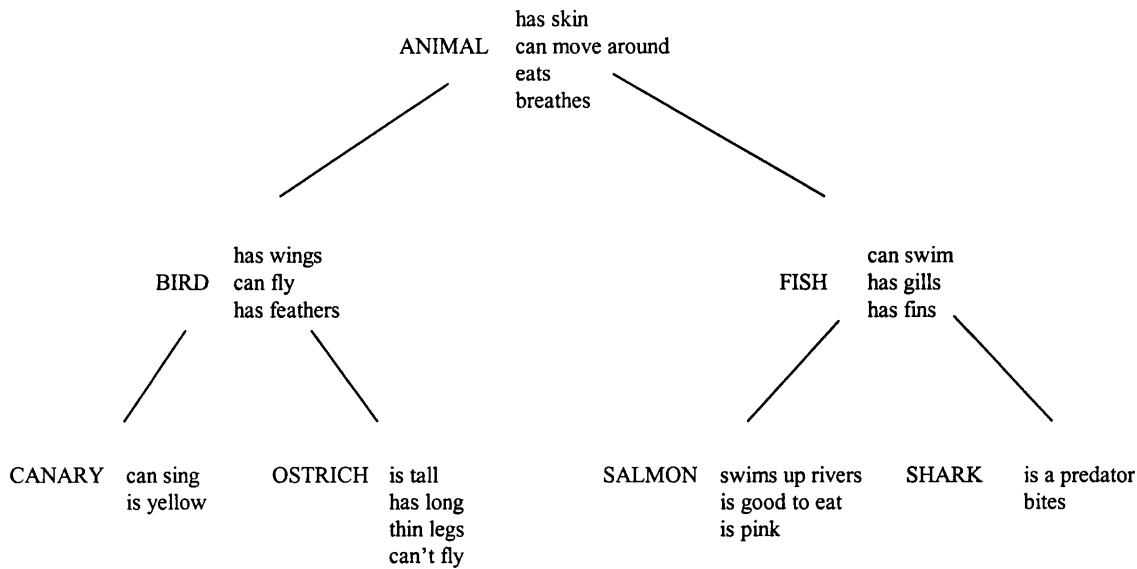 ANIMAL
has skin
can move around
eats
breathes
BIRD
has wings
can fly
has feathers
FISH
can swim
has gills
has fins
CANARY
can sing
is yellow
OSTRICH
is tall
has long
thin legs
can't fly
SALMON
swims up rivers
is good to eat
is pink
SHARK
is a predator
bites